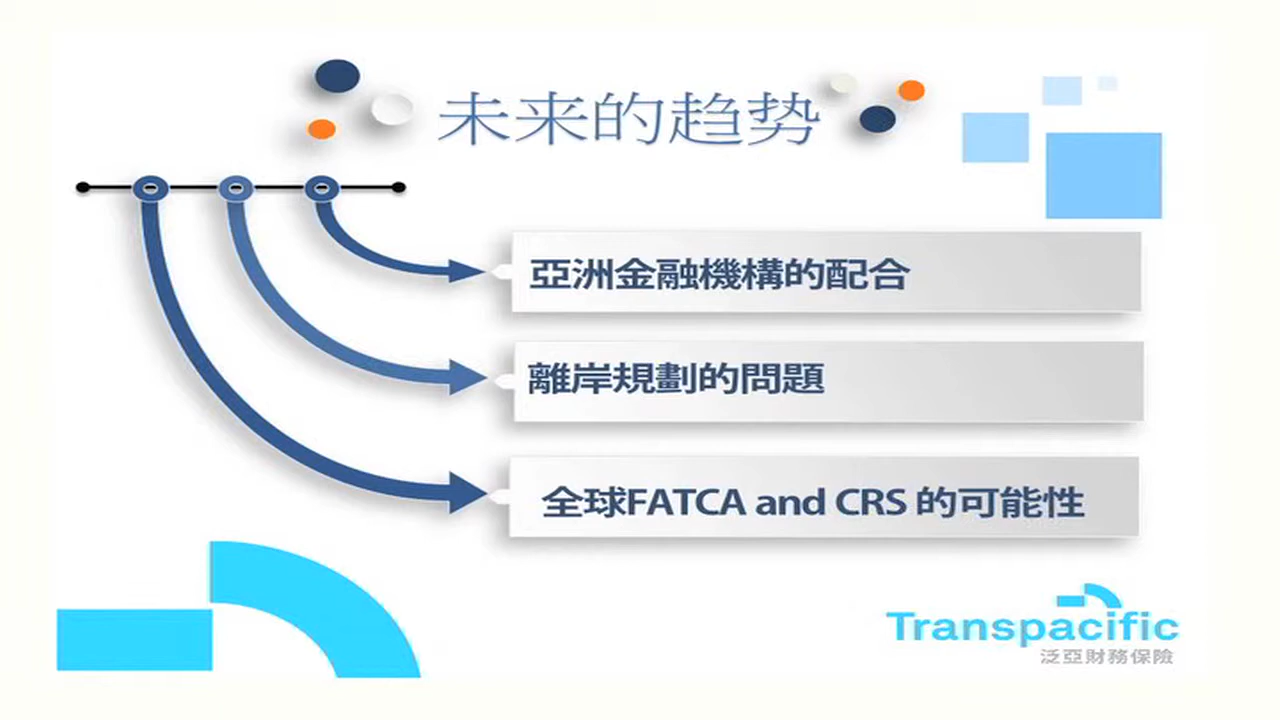 未来的趋势
亞洲金融機構的配合
離岸規劃的問題
全球FATCA and CRS 的可能性
Transpacific
泛亞財務保險